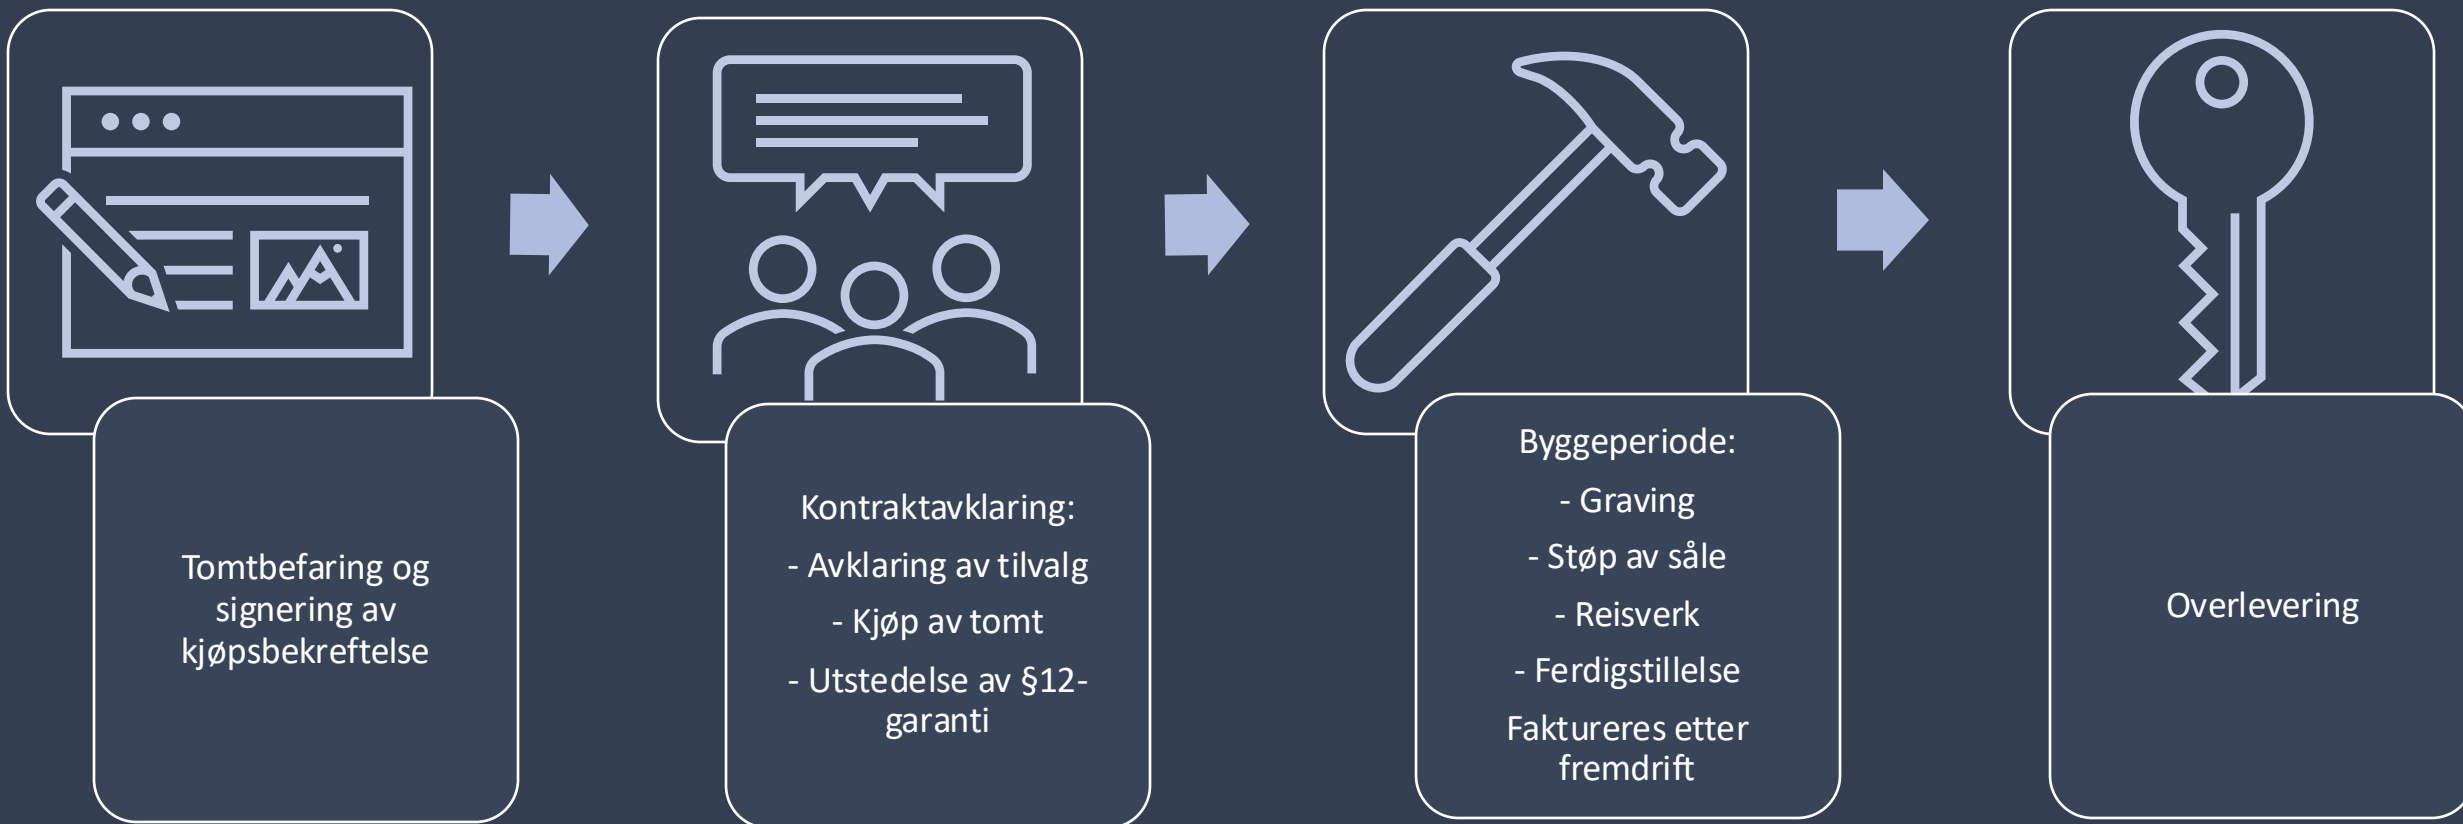 Tomtbefaring og
signering av
kjøpsbekreftelse
Kontraktavklaring:
- Avklaring av tilvalg
- Kjøp av tomt
- Utstedelse av §12-
garanti
Byggeperiode:
- Graving
- Støp av såle
- Reisverk
- Ferdigstillelse
Faktureres etter
fremdrift
Overlevering